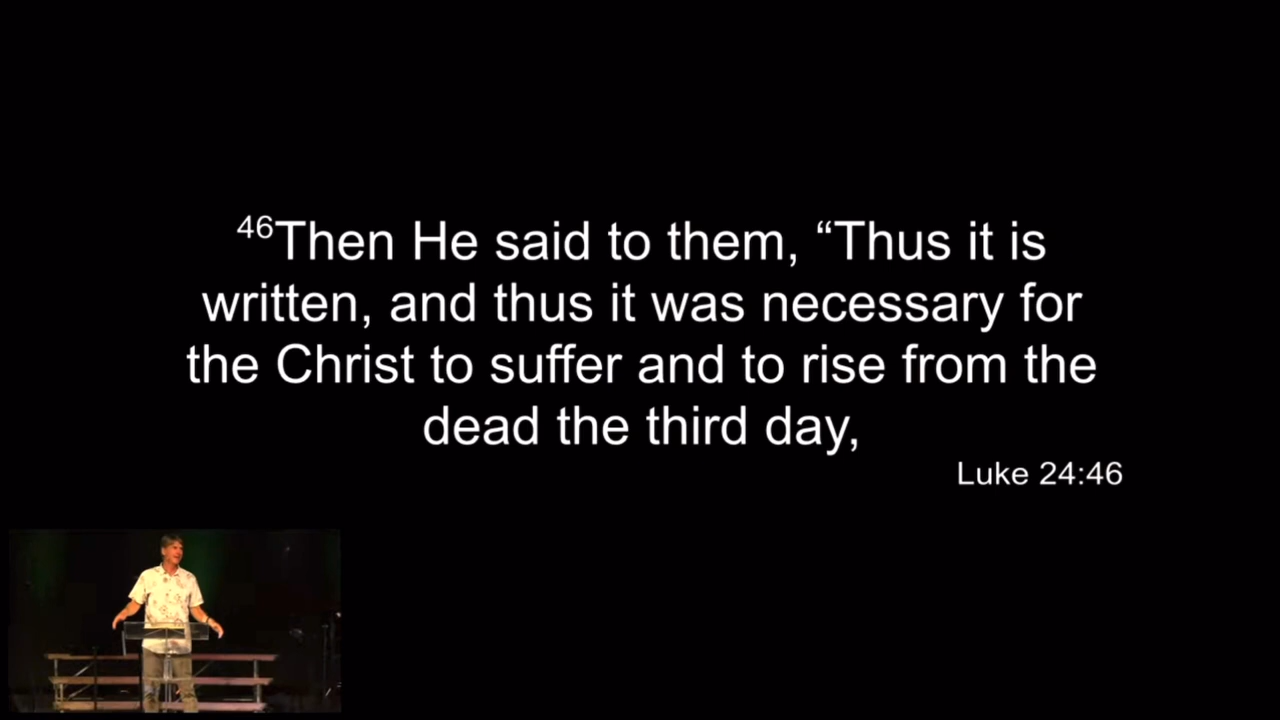 46Then He said to them, “Thus it is
written, and thus it was necessary for
the Christ to suffer and to rise from the
dead the third day,
Luke 24:46